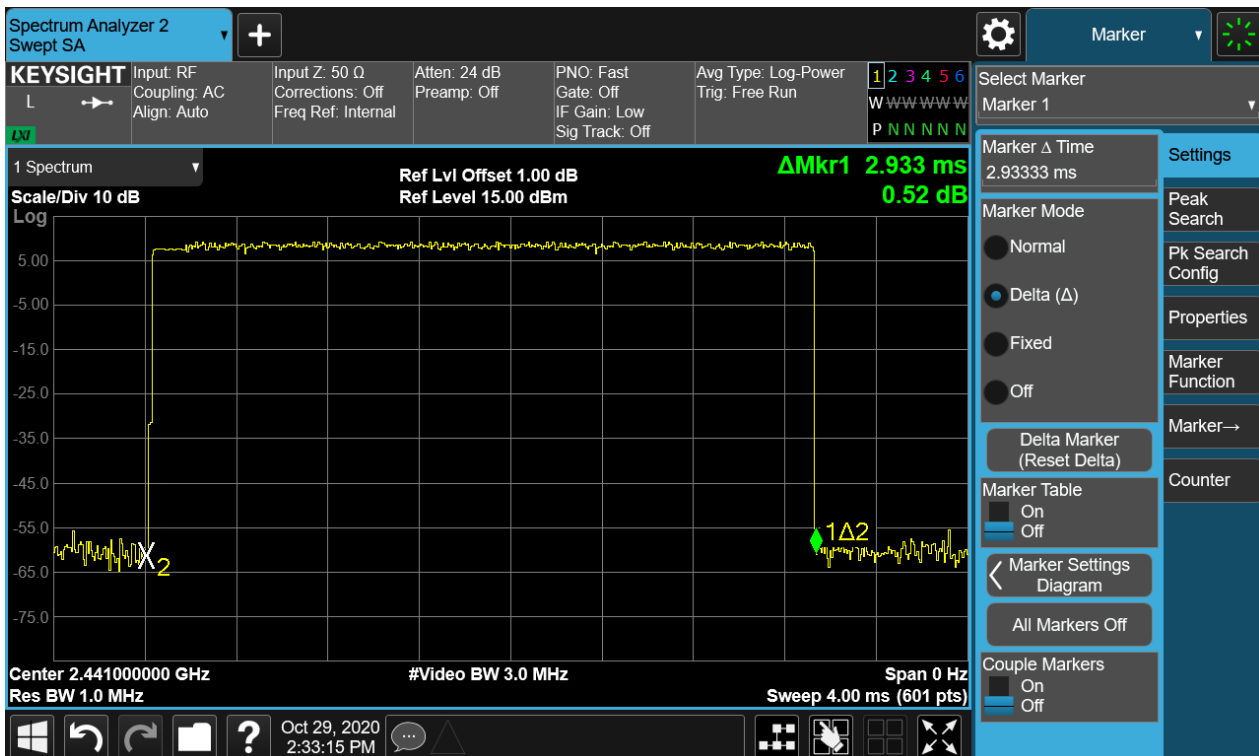 Spectrum Analyzer 2
Swept SA
+
Marker
KEYSIGHT
L
LXI
Input: RF
Coupling: AC
Align: Auto
Input Z: 50 Ω
Corrections: Off
Freq Ref: Internal
Atten: 24 dB
Preamp: Off
PNO: Fast
Gate: Off
IF Gain: Low
Sig Track: Off
Avg Type: Log-Power
Trig: Free Run
1 2 3 4 5 6
W W W W W W
P N N N N N
Select Marker
Marker 1
1 Spectrum
Scale/Div 10 dB
Log
Ref Lvl Offset 1.00 dB
Ref Level 15.00 dBm
ΔMkr1 2.933 ms
0.52 dB
5.00
-5.00
-15.0
-25.0
-35.0
-45.0
-55.0
-65.0
-75.0
X2
1Δ2
Center 2.441000000 GHz
Res BW 1.0 MHz
#Video BW 3.0 MHz
Span 0 Hz
Sweep 4.00 ms (601 pts)
Marker Δ Time
2.93333 ms
Marker Mode
Normal
Delta (Δ)
Fixed
Off
Delta Marker
(Reset Delta)
Marker Table
On
Off
Marker Settings
Diagram
All Markers Off
Couple Markers
On
Off
Settings
Peak
Search
Pk Search
Config
Properties
Marker
Function
Marker→
Counter
?
Oct 29, 2020
2:33:15 PM